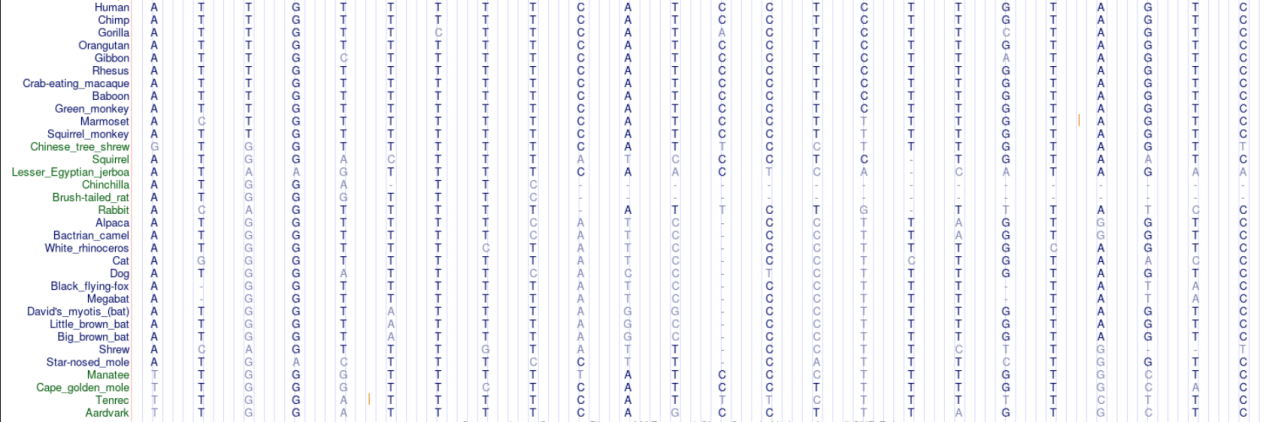 Human A T T G T T T T T C A T C C T C T T G T A G T C
Chimp A T T G T T T T T C A T C C T C T T G T A G T C
Gorilla A T T G T T C T T C A T A C T C T T C T A G T C
Orangutan A T T G T T T T T C A T C C T C T T G T A G T C
Gibbon A T T G C T T T T C A T C C T C T T A T A G T C
Rhesus A T T G T T T T T C A T C C T C T T G T A G T C
Crab-eating_macaque A T T G T T T T T C A T C C T C T T G T A G T C
Baboon A T T G T T T T T C A T C C T C T T G T A G T C
Green_monkey A T T G T T T T T C A T C C T C T T G T A G T C
Marmoset A C T G T T T T T C A T C C T T T T G T | A G T C
Squirrel_monkey A T T G T T T T T C A T C C T T T T G T A G T C
Chinese_tree_shrew G T G G T T T T T C A T T C C T T T G T A G T T
Squirrel A T G G A C T T T A T C C C T C - T G T A A T C
Lesser_Egyptian_jerboa A T A A G T T T T C A A C T C A - C A T A G A A
Chinchilla A T G G A - T T C - - - - - - - - - - - - - - -
Brush-tailed_rat A T G G G T T T C - - - - - - - - - - - - - - -
Rabbit A C A G T T T T T - A T T C T G - T T T A T C C
Alpaca A T G G T T T T C A T C - C C T T A G T G G T C
Bactrian_camel A T G G T T T T C A T C - C C T T A G T G G T C
White_rhinoceros A T G G T T T C T A T C - C C T T T G C A G T C
Cat A G G G T T T T T A T C - C C T C T G T A A C C
Dog A T G G A T T T C A C C - T C T T T G T A G T C
Black_flying-fox A - G G T T T T T A T C - C C T T T - T A T A C
Megabat A - G G T T T T T A T C - C C T T T - T A T A C
David's_myotis_(bat) A T G G T A T T T A G G - C C T T T G T A G T C
Little_brown_bat A T G G T A T T T A G C - C C T T T G T A G T C
Big_brown_bat A T G G T A T T T A G C - C C T T T G T A G T C
Shrew A C A G T T T G T A T T - C C T T C T T G - - T
Star-nosed_mole A T G A C T T T C C T T - C A T T T C T G G T C
Manatee T T G G G T T T T T A T C C C T T T G T G C T C
Cape_golden_mole T T G G G T T C T C A T C C T T T T G T G C A C
Tenrec T T G G A | T T T T C A T T T C T T T T T C T T C
Aardvark T T G G A T T T T C A G C C T T T A G T G C T C